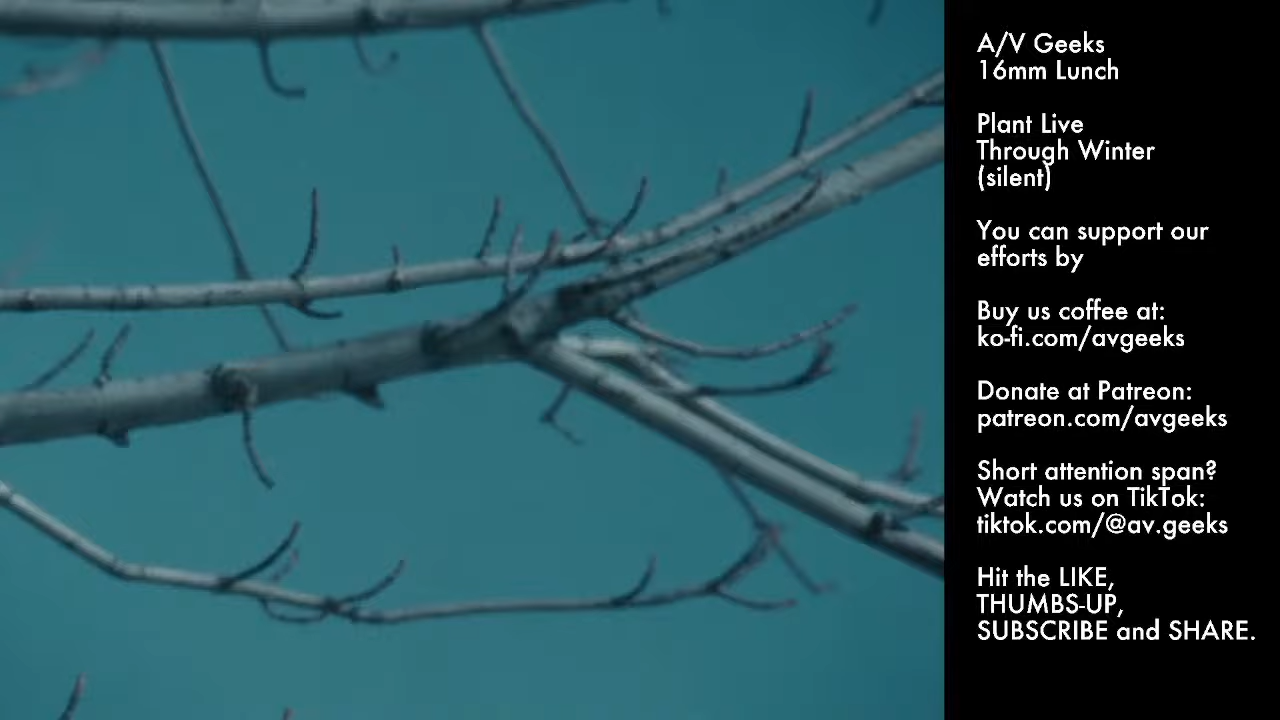 A/V Geeks
16mm Lunch
Plant Live
Through Winter
(silent)
You can support our
efforts by
Buy us coffee at:
ko-fi.com/avgeeks
Donate at Patreon:
patreon.com/avgeeks
Short attention span?
Watch us on TikTok:
tiktok.com/@av.geeks
Hit the LIKE,
THUMBS-UP,
SUBSCRIBE and SHARE.